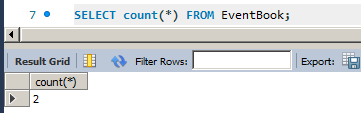 7 SELECT count(*) FROM EventBook;
Result Grid Filter Rows: Export:
count(*)
2